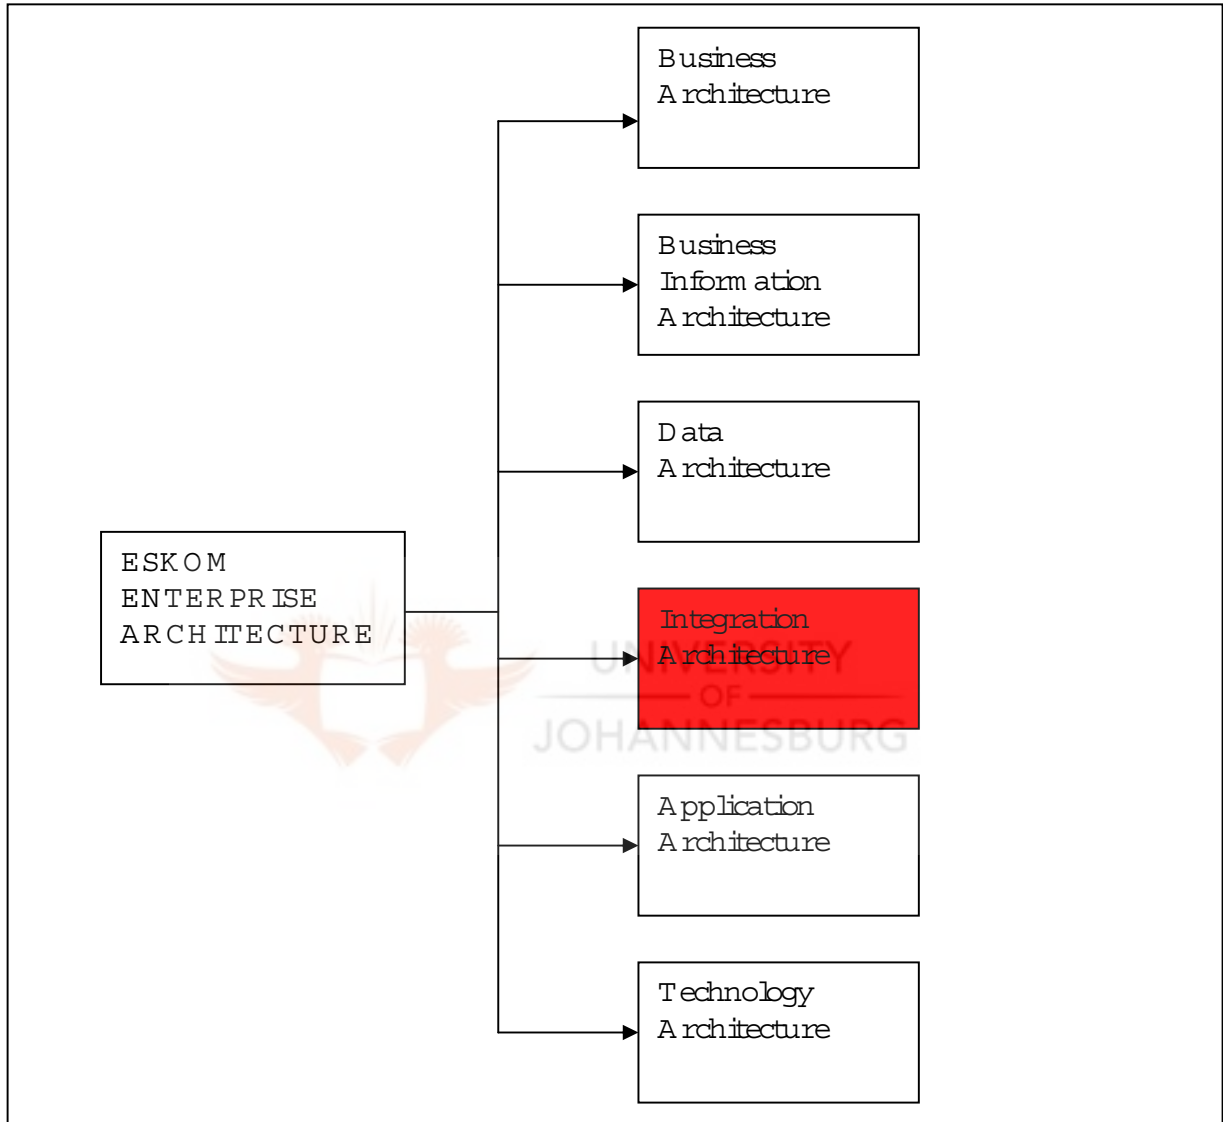 Business
Architecture
Business
Information
Architecture
Data
Architecture
ESKOM
ENTERPRISE
ARCHITECTURE
Integration
Architecture
UNIVERSITY
OF
JOHANNESBURG
Application
Architecture
Technology
Architecture